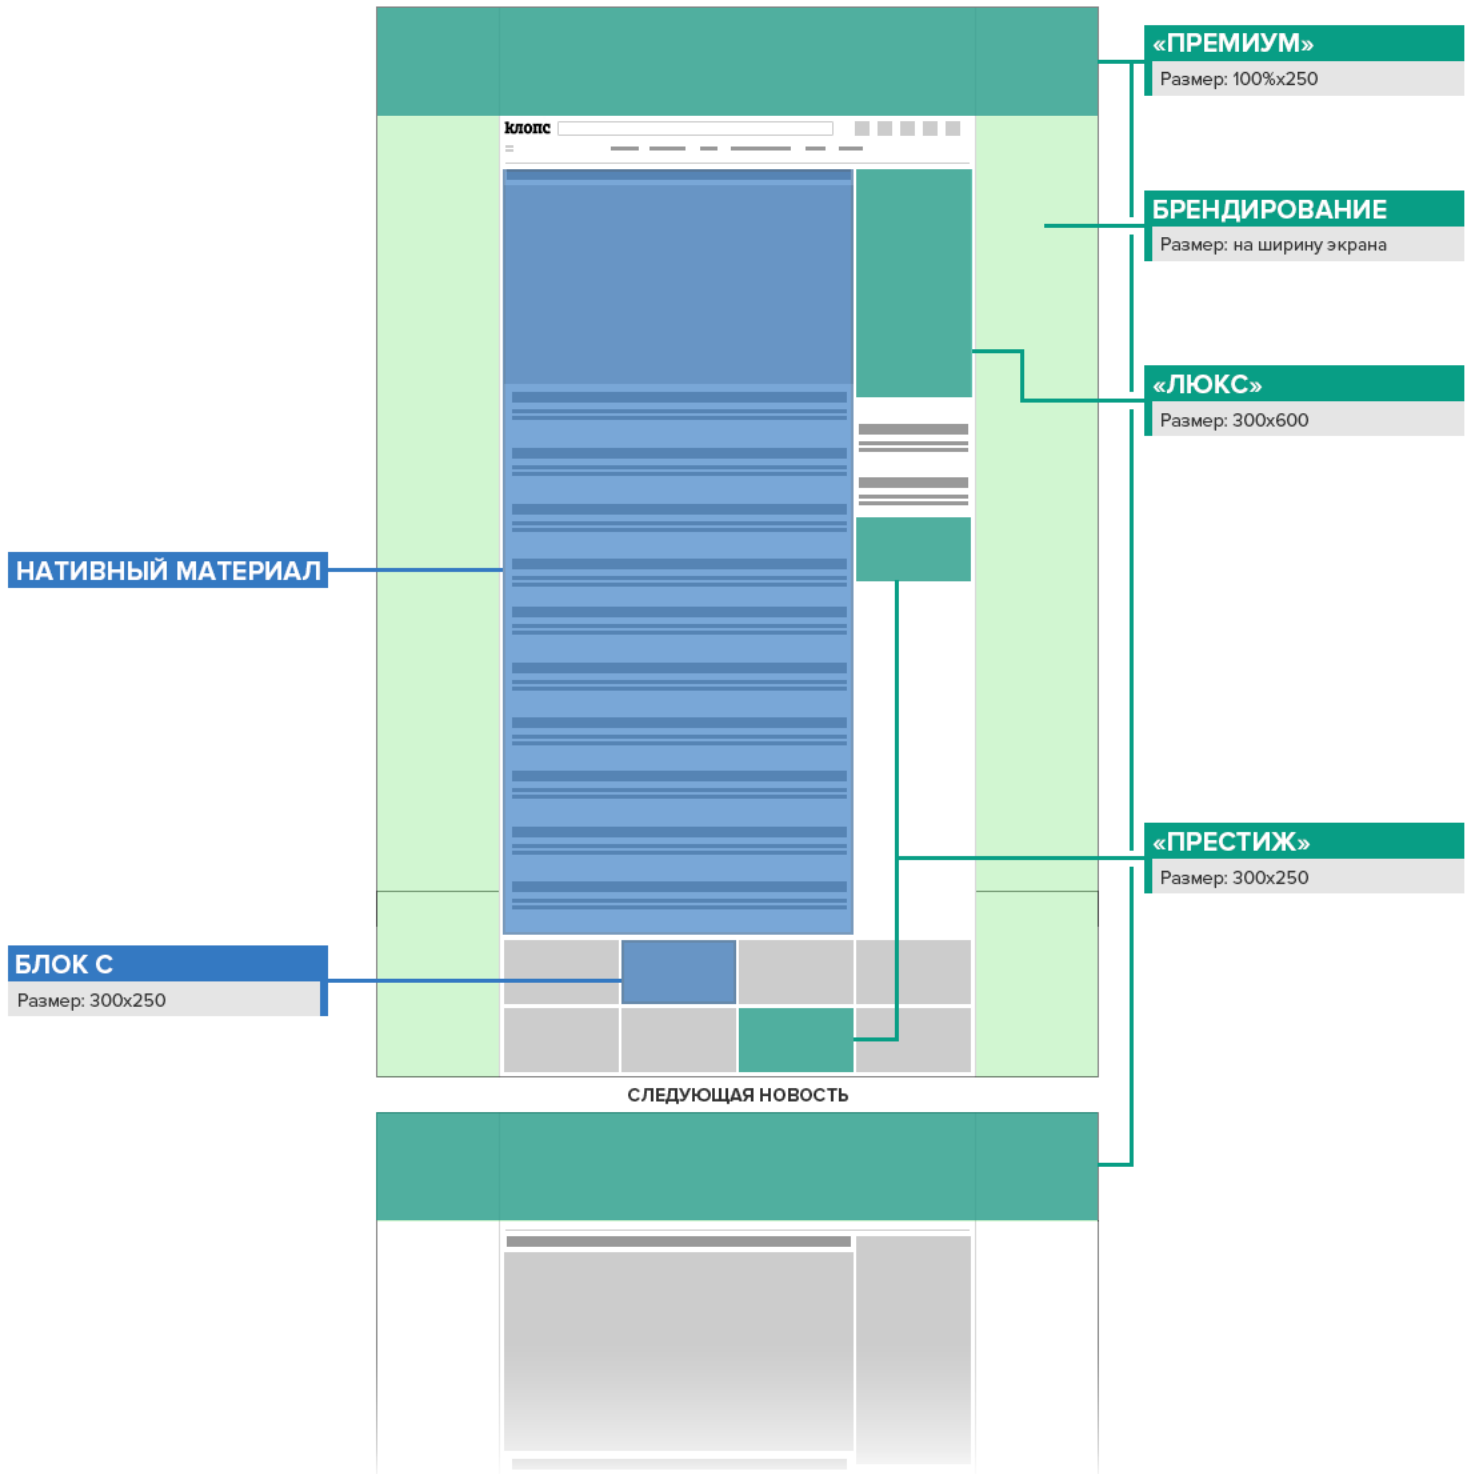 «ПРЕМИУМ»
Размер: 100%x250
клопс
БРЕНДИРОВАНИЕ
Размер: на ширину экрана
«ЛЮКС»
Размер: 300x600
НАТИВНЫЙ МАТЕРИАЛ
«ПРЕСТИЖ»
Размер: 300x250
БЛОК С
Размер: 300x250
СЛЕДУЮЩАЯ НОВОСТЬ